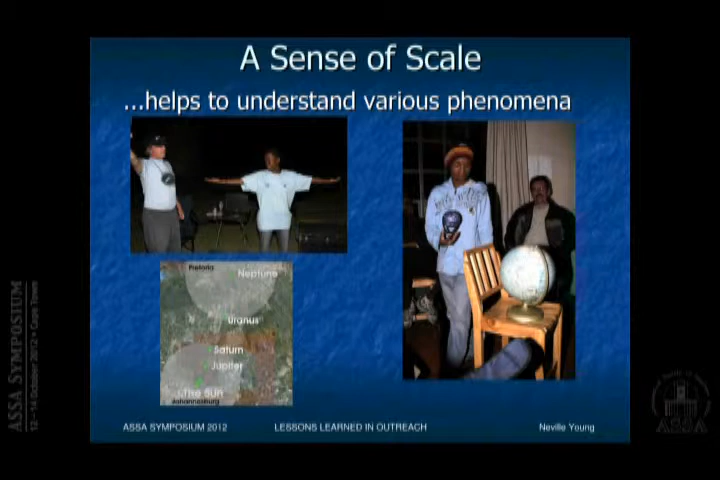 A Sense of Scale
...helps to understand various phenomena
Pretoria
Neptune
Uranus
Saturn
Jupiter
The Sun
Johannesburg
ASSA SYMPOSIUM 2012
LESSONS LEARNED IN OUTREACH
Neville Young
ASSA SYMPOSIUM
12 - 14 October 2012 • Cape Town
ASSA